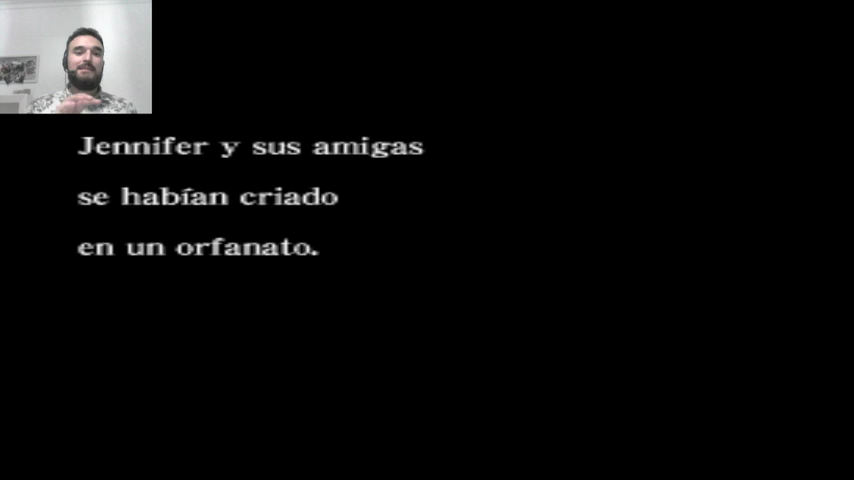 Jennifer y sus amigas
se habían criado
en un orfanato.